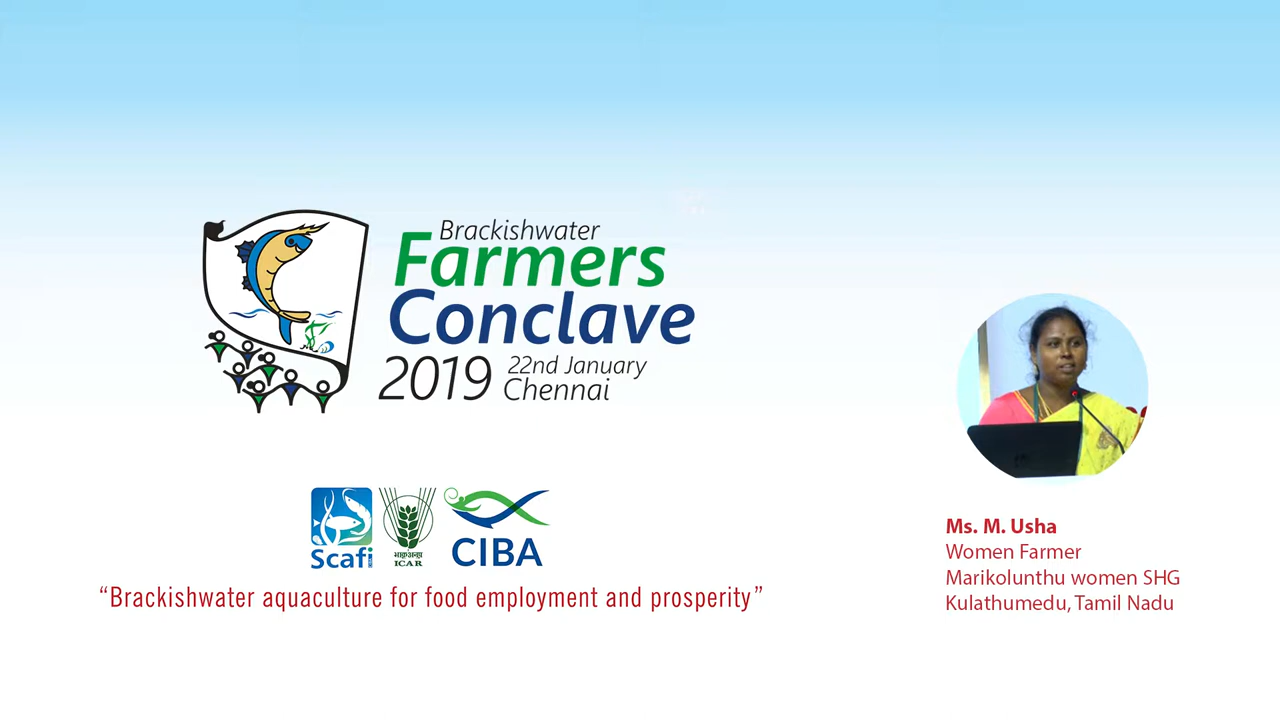 Brackishwater
Farmers
Conclave
2019 22nd January
Chennai
Scafi
ICAR
CIBA
“Brackishwater aquaculture for food employment and prosperity”
Ms. M. Usha
Women Farmer
Marikolunthu women SHG
Kulathumedu, Tamil Nadu